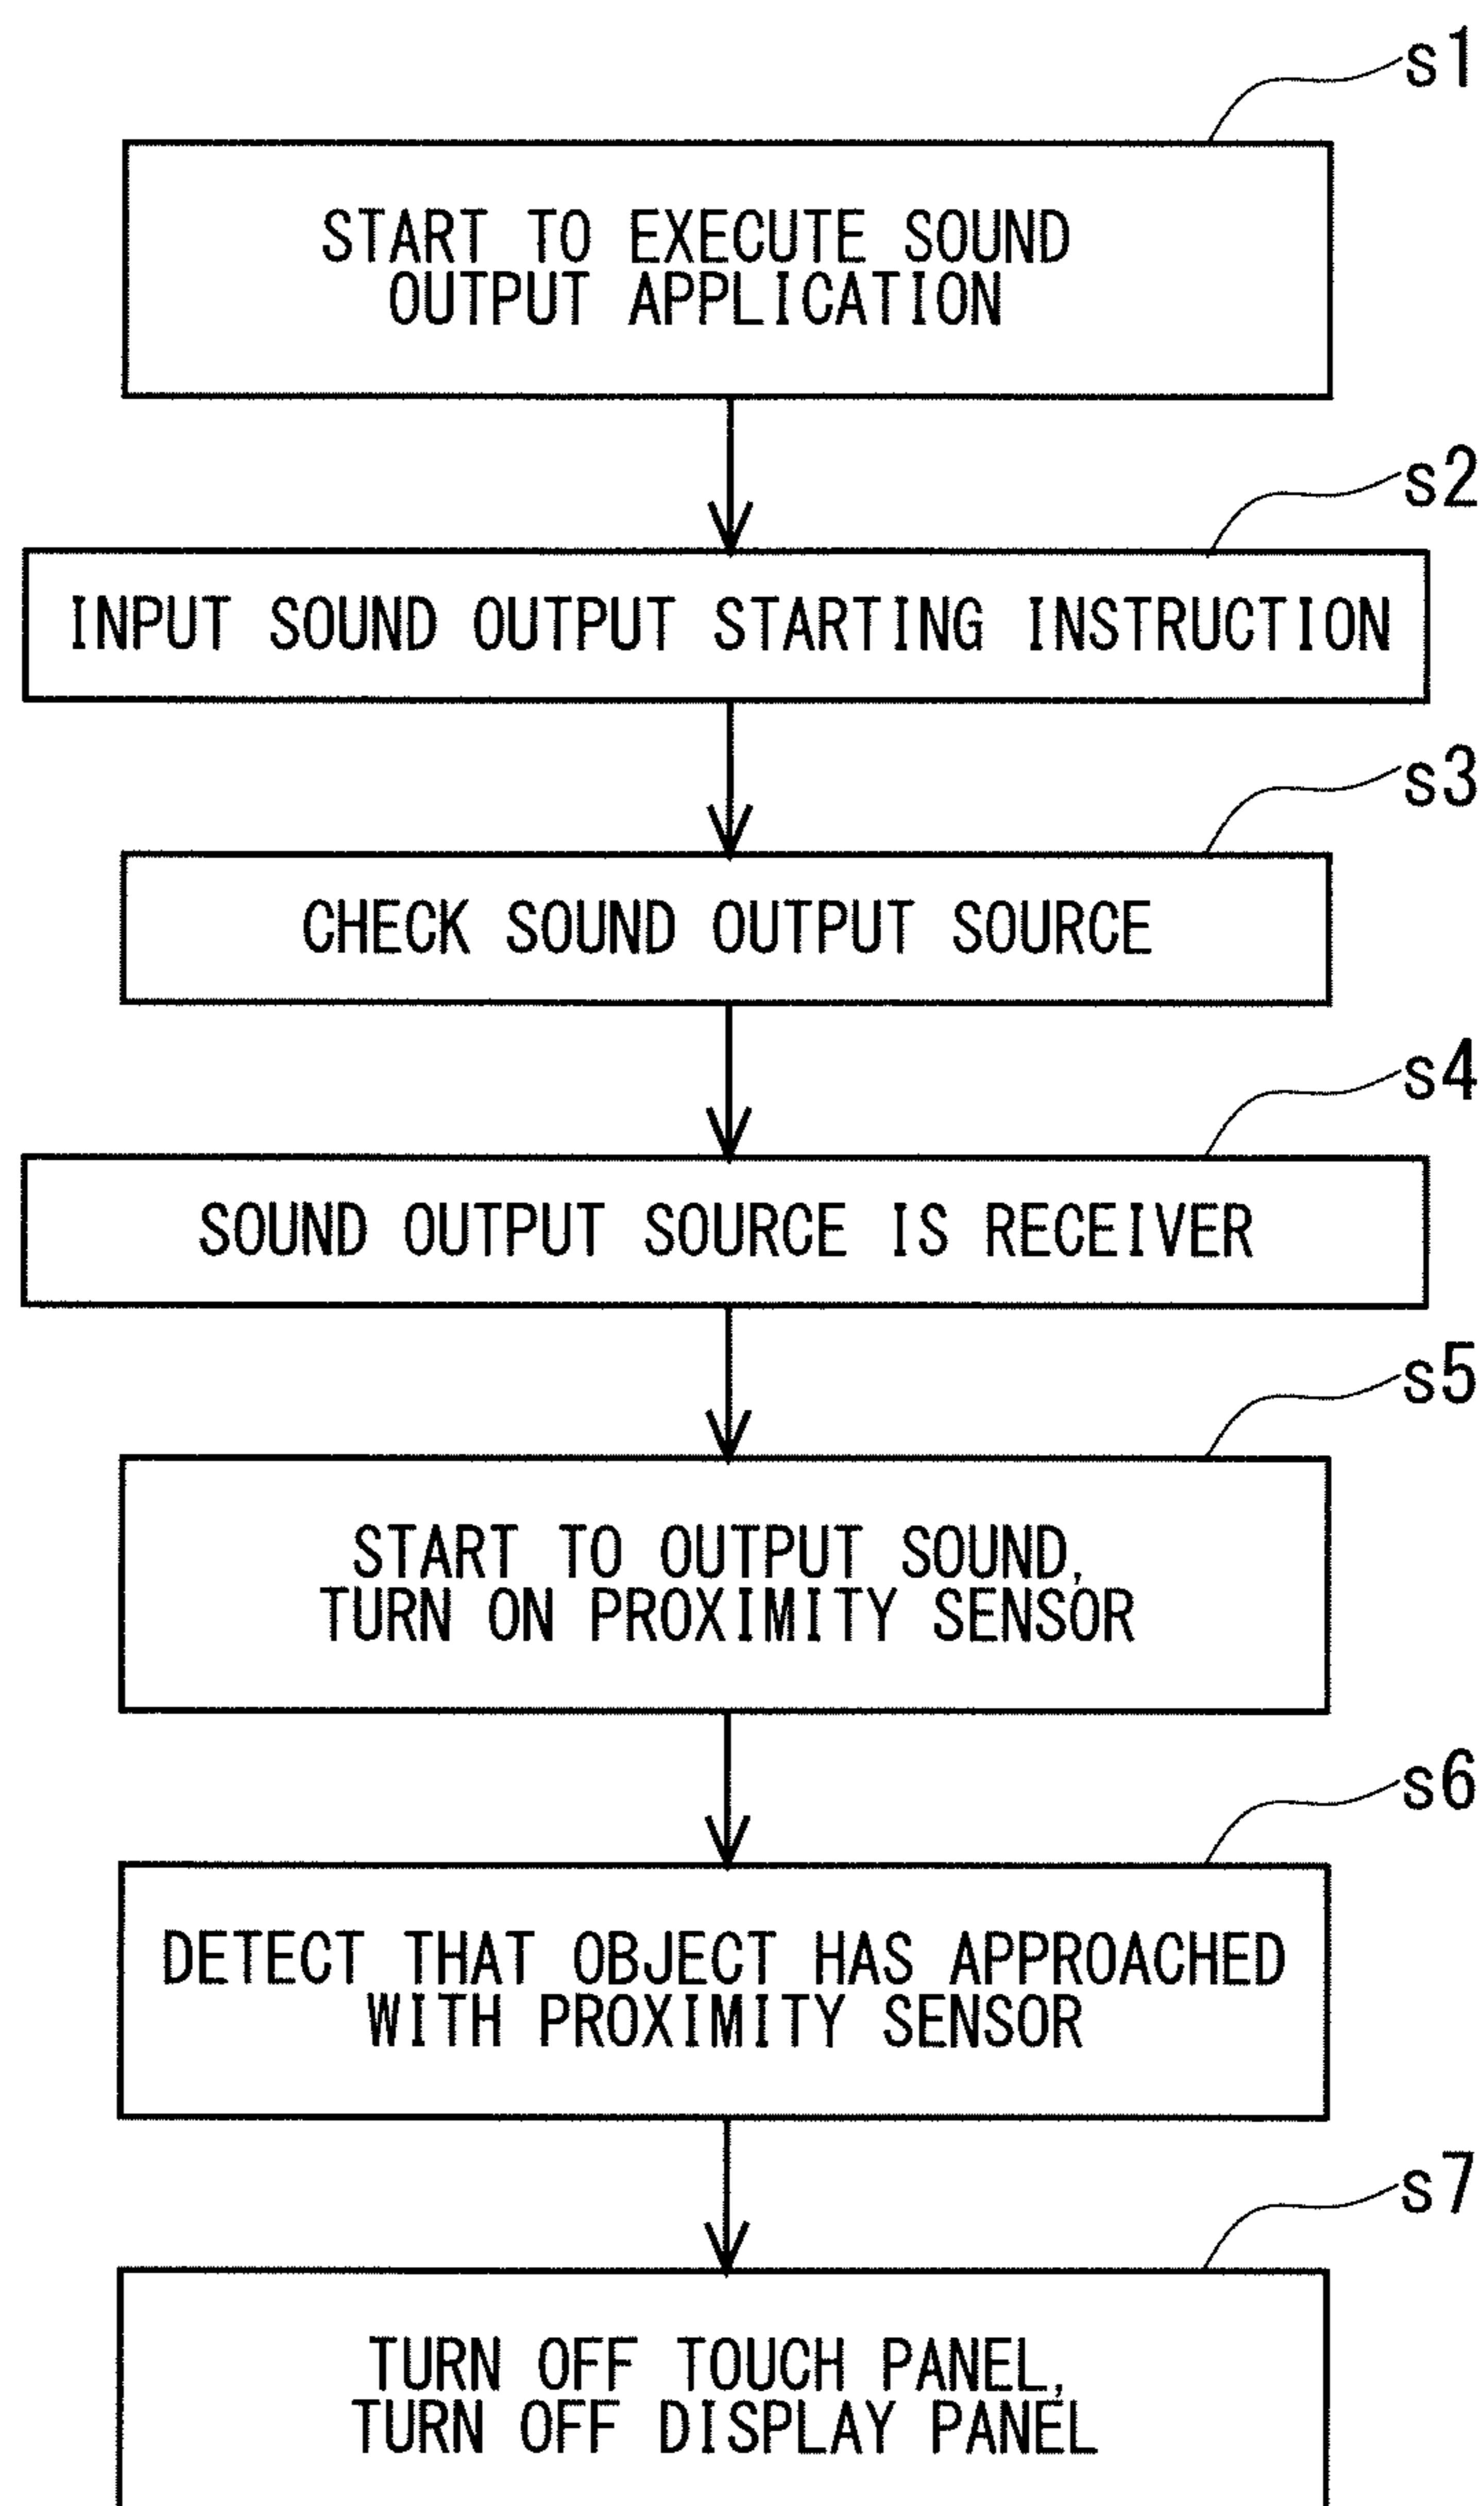 s1
START TO EXECUTE SOUND
OUTPUT APPLICATION
s2
INPUT SOUND OUTPUT STARTING INSTRUCTION
s3
CHECK SOUND OUTPUT SOURCE
s4
SOUND OUTPUT SOURCE IS RECEIVER
s5
START TO OUTPUT SOUND,
TURN ON PROXIMITY SENSOR
s6
DETECT THAT OBJECT HAS APPROACHED
WITH PROXIMITY SENSOR
s7
TURN OFF TOUCH PANEL,
TURN OFF DISPLAY PANEL